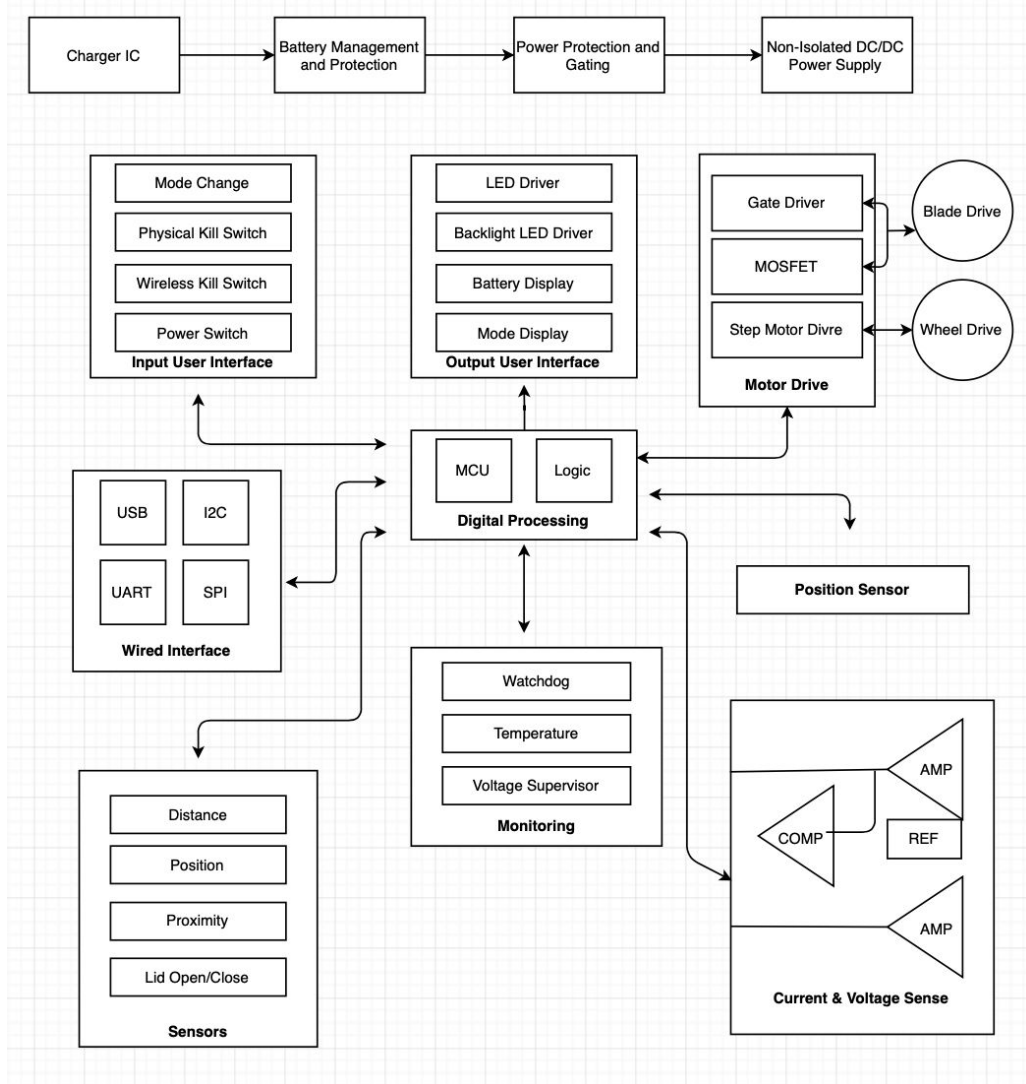 Charger IC
Battery Management
and Protection
Power Protection and
Gating
Non-Isolated DC/DC
Power Supply
Mode Change
Physical Kill Switch
Wireless Kill Switch
Power Switch
Input User Interface
LED Driver
Backlight LED Driver
Battery Display
Mode Display
Output User Interface
Gate Driver
MOSFET
Step Motor Divre
Motor Drive
Blade Drive
Wheel Drive
MCU
Logic
Digital Processing
USB
I2C
UART
SPI
Wired Interface
Position Sensor
Watchdog
Temperature
Voltage Supervisor
Monitoring
Distance
Position
Proximity
Lid Open/Close
Sensors
AMP
COMP
REF
AMP
Current & Voltage Sense